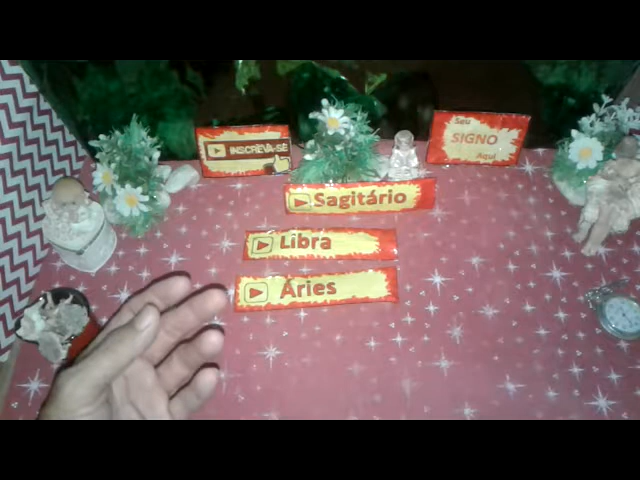 INSCREVA-SE
Seu
SIGNO
Aqui
Sagitário
Libra
Áries